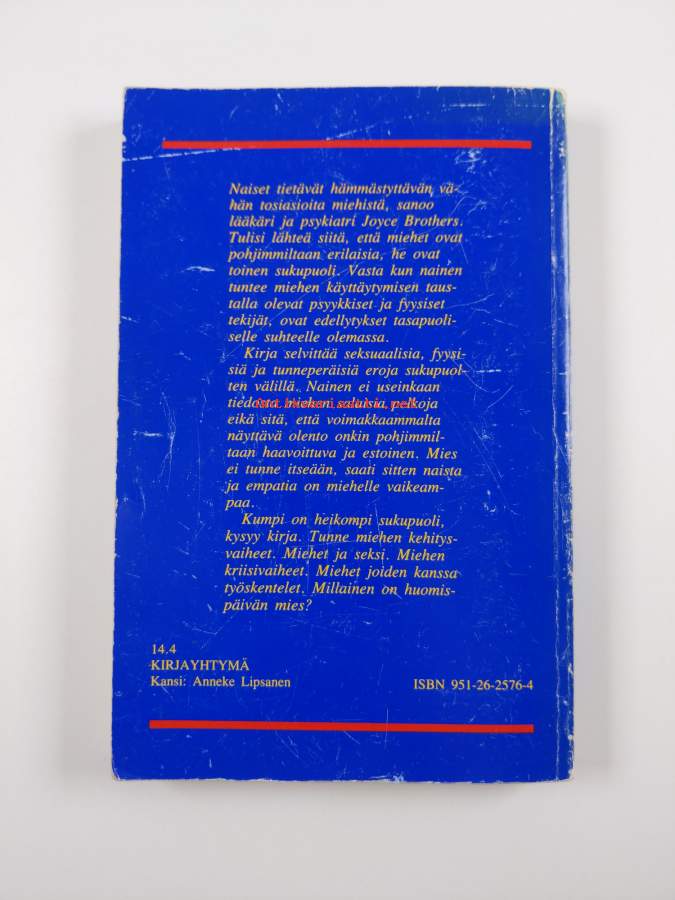 Naiset tietävät hämmästyttävän vä-
hän tosiasioita miehistä, sanoo
lääkäri ja psykiatri Joyce Brothers.
Tulisi lähteä siitä, että miehet ovat
pohjimmiltaan erilaisia, he ovat
toinen sukupuoli. Vasta kun nainen
tuntee miehen käyttäytymisen taus-
talla olevat psyykkiset ja fyysiset
tekijät, ovat edellytykset tasapuoli-
selle suhteelle olemassa.
Kirja selvittää seksuaalisia, fyysi-
siä ja tunneperäisiä eroja sukupuol-
ten välillä. Nainen ei useinkaan
tiedosta miehen salaisia pelkoja
eikä sitä, että voimakkaammalta
näyttävä olento onkin pohjimmil-
taan haavoittuva ja estoinen. Mies
ei tunne itseään, saati sitten naista
ja empatia on miehelle vaikeam-
paa.
Kumpi on heikompi sukupuoli,
kysyy kirja. Tunne miehen kehitys-
vaiheet. Miehet ja seksi. Miehen
kriisivaiheet. Miehet joiden kanssa
työskentelet. Millainen on huomis-
päivän mies?
14.4
KIRJAYHTYMÄ
Kansi: Anneke Lipsanen
ISBN 951-26-2576-4